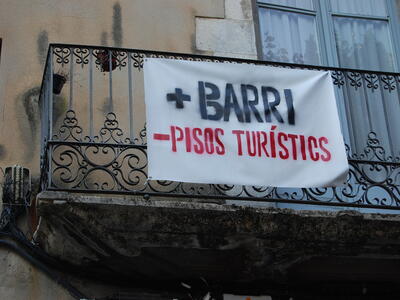 + BARRI
- PISOS TURÍSTICS